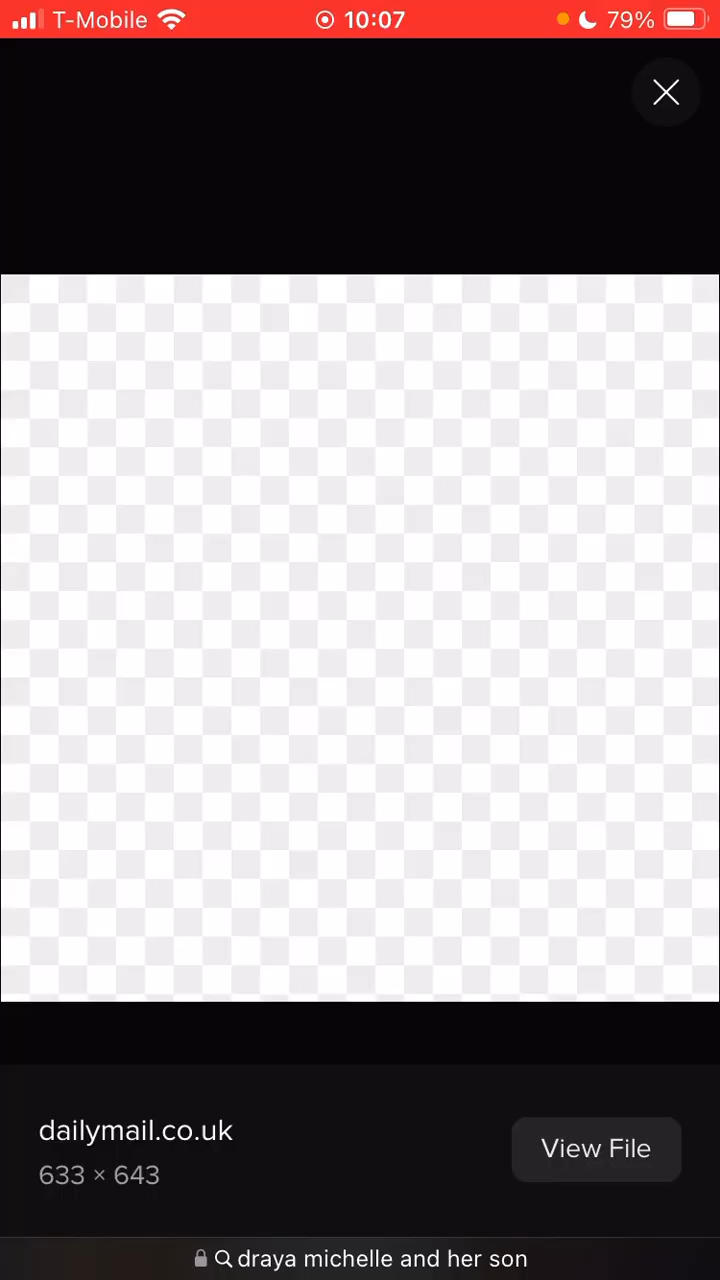 T-Mobile 10:07 79%
dailymail.co.uk
633 × 643
View File
draya michelle and her son